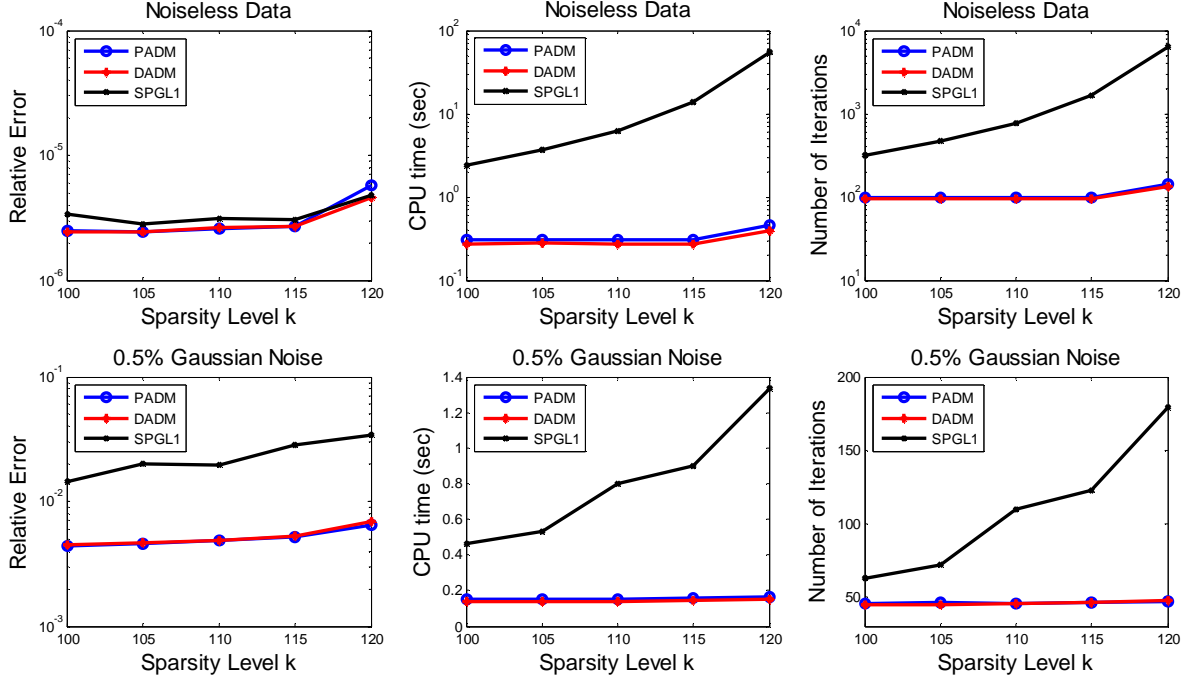 Noiseless Data
10^-4
10^-5
10^-6
Relative Error
PADM
DADM
SPGL1
100 105 110 115 120
Sparsity Level k
Noiseless Data
10^2
10^1
10^0
10^-1
CPU time (sec)
PADM
DADM
SPGL1
100 105 110 115 120
Sparsity Level k
Noiseless Data
10^4
10^3
10^2
10^1
Number of Iterations
PADM
DADM
SPGL1
100 105 110 115 120
Sparsity Level k
0.5% Gaussian Noise
10^-1
10^-2
10^-3
Relative Error
PADM
DADM
SPGL1
100 105 110 115 120
Sparsity Level k
0.5% Gaussian Noise
1.4
1.2
1
0.8
0.6
0.4
0.2
0
CPU time (sec)
PADM
DADM
SPGL1
100 105 110 115 120
Sparsity Level k
0.5% Gaussian Noise
200
150
100
50
Number of Iterations
PADM
DADM
SPGL1
100 105 110 115 120
Sparsity Level k